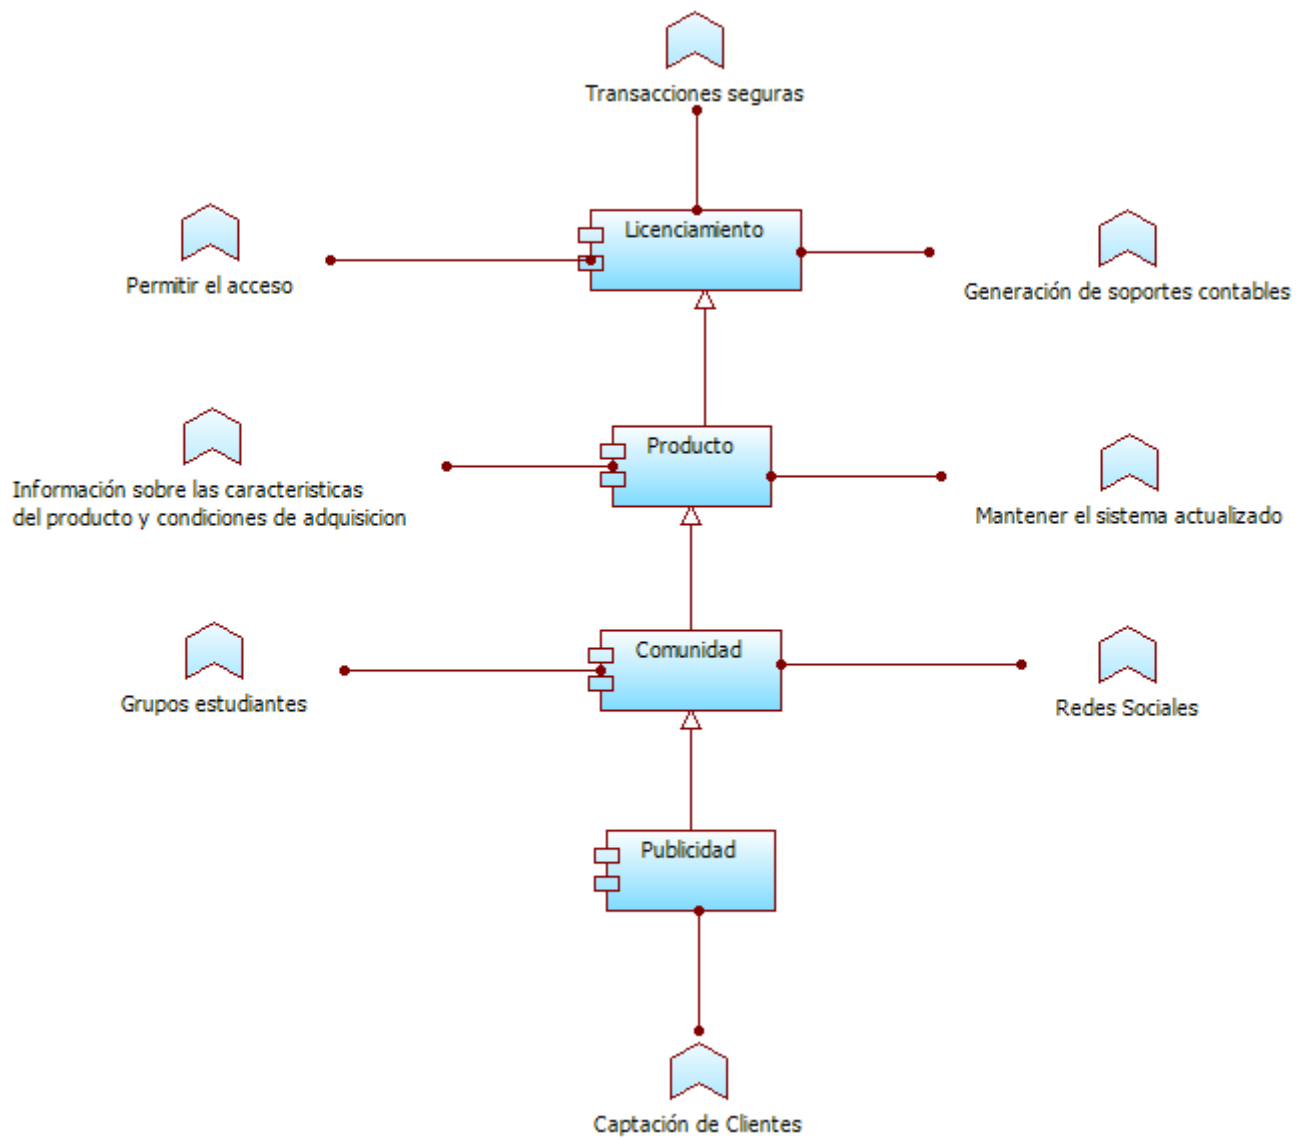 Transacciones seguras
Licenciamiento
Permitir el acceso
Generación de soportes contables
Producto
Información sobre las caracteristicas
del producto y condiciones de adquisicion
Mantener el sistema actualizado
Comunidad
Grupos estudiantes
Redes Sociales
Publicidad
Captación de Clientes